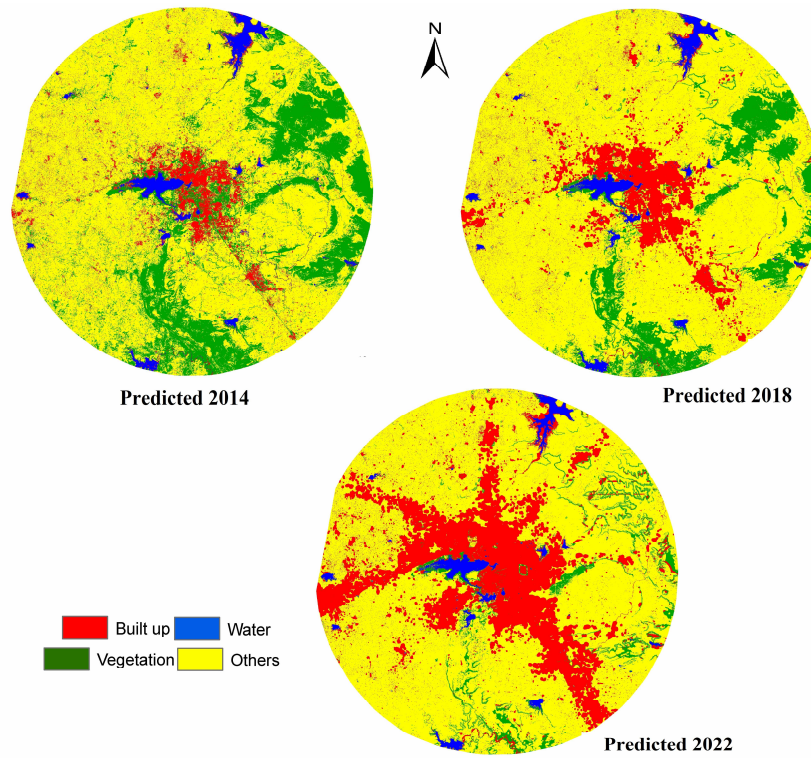 N
Predicted 2014
Predicted 2018
Built up
Water
Vegetation
Others
Predicted 2022